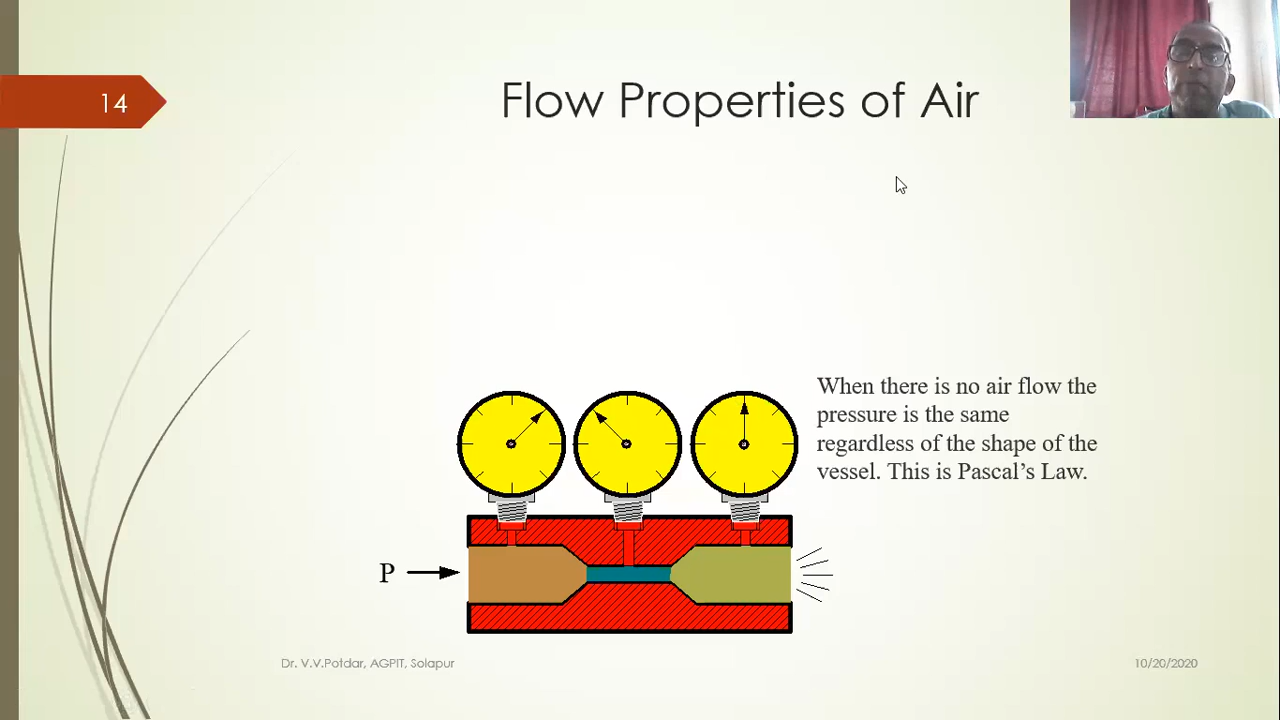 14
Flow Properties of Air
When there is no air flow the
pressure is the same
regardless of the shape of the
vessel. This is Pascal’s Law.
P
Dr. V.V.Potdar, AGPIT, Solapur
10/20/2020